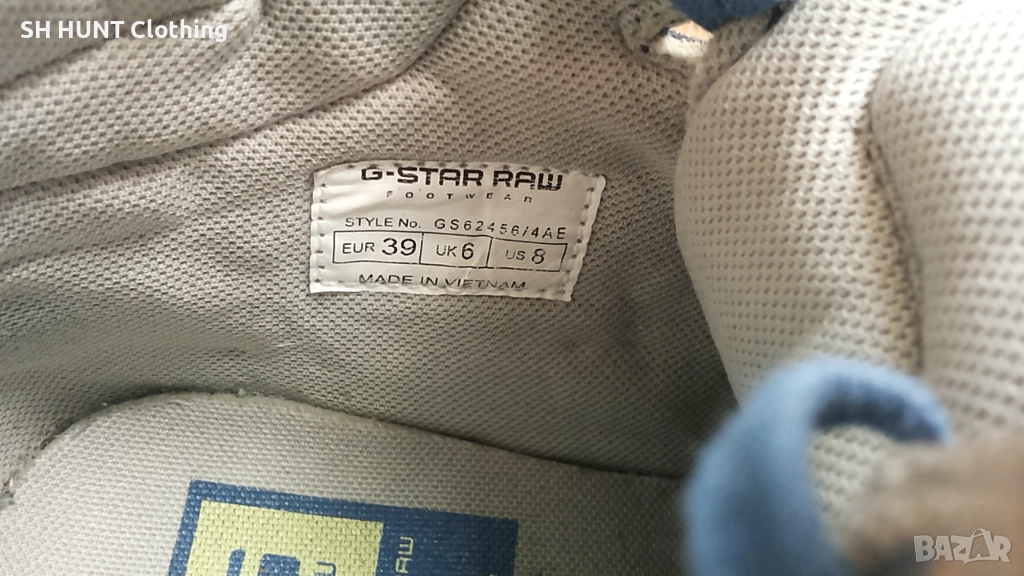 SH HUNT Clothing
G-STAR RAW
FOOTWEAR
STYLE No. GS62456/4AE
EUR 39 UK 6 US 8
MADE IN VIETNAM
BAZAR